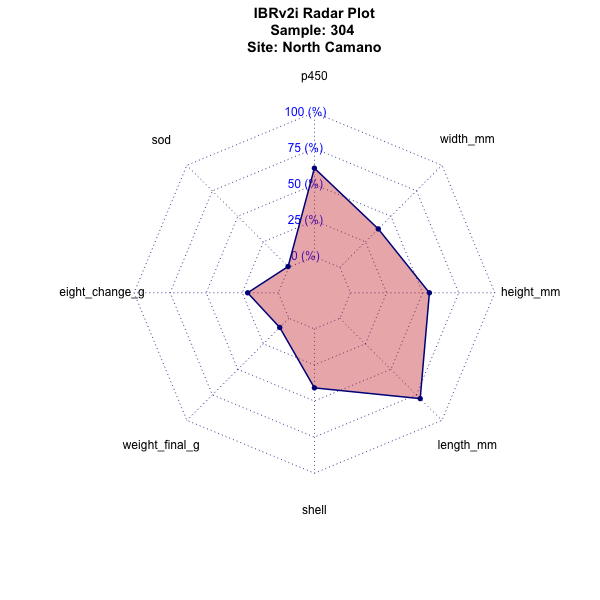 IBRv2i Radar Plot
Sample: 304
Site: North Camano
p450
100 (%)
sod
width_mm
75 (%)
50 (%)
25 (%)
0 (%)
eight_change_g
height_mm
weight_final_g
length_mm
shell